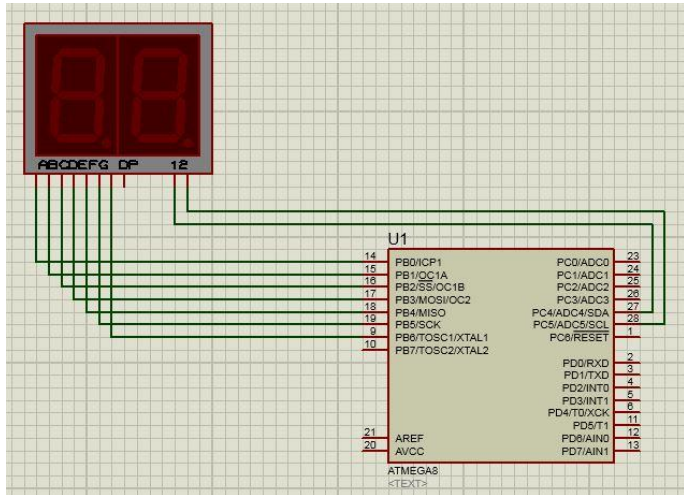 ABCDEFG DP 12
U1
14 PB0/ICP1 PC0/ADC0 23
15 PB1/OC1A PC1/ADC1 24
16 PB2/SS/OC1B PC2/ADC2 25
17 PB3/MOSI/OC2 PC3/ADC3 26
18 PB4/MISO PC4/ADC4/SDA 27
19 PB5/SCK PC5/ADC5/SCL 28
9 PB6/TOSC1/XTAL1 PC6/RESET 1
10 PB7/TOSC2/XTAL2
PD0/RXD 2
PD1/TXD 3
PD2/INT0 4
PD3/INT1 5
PD4/T0/XCK 6
PD5/T1 11
21 AREF PD6/AIN0 12
20 AVCC PD7/AIN1 13
ATMEGA8
<TEXT>